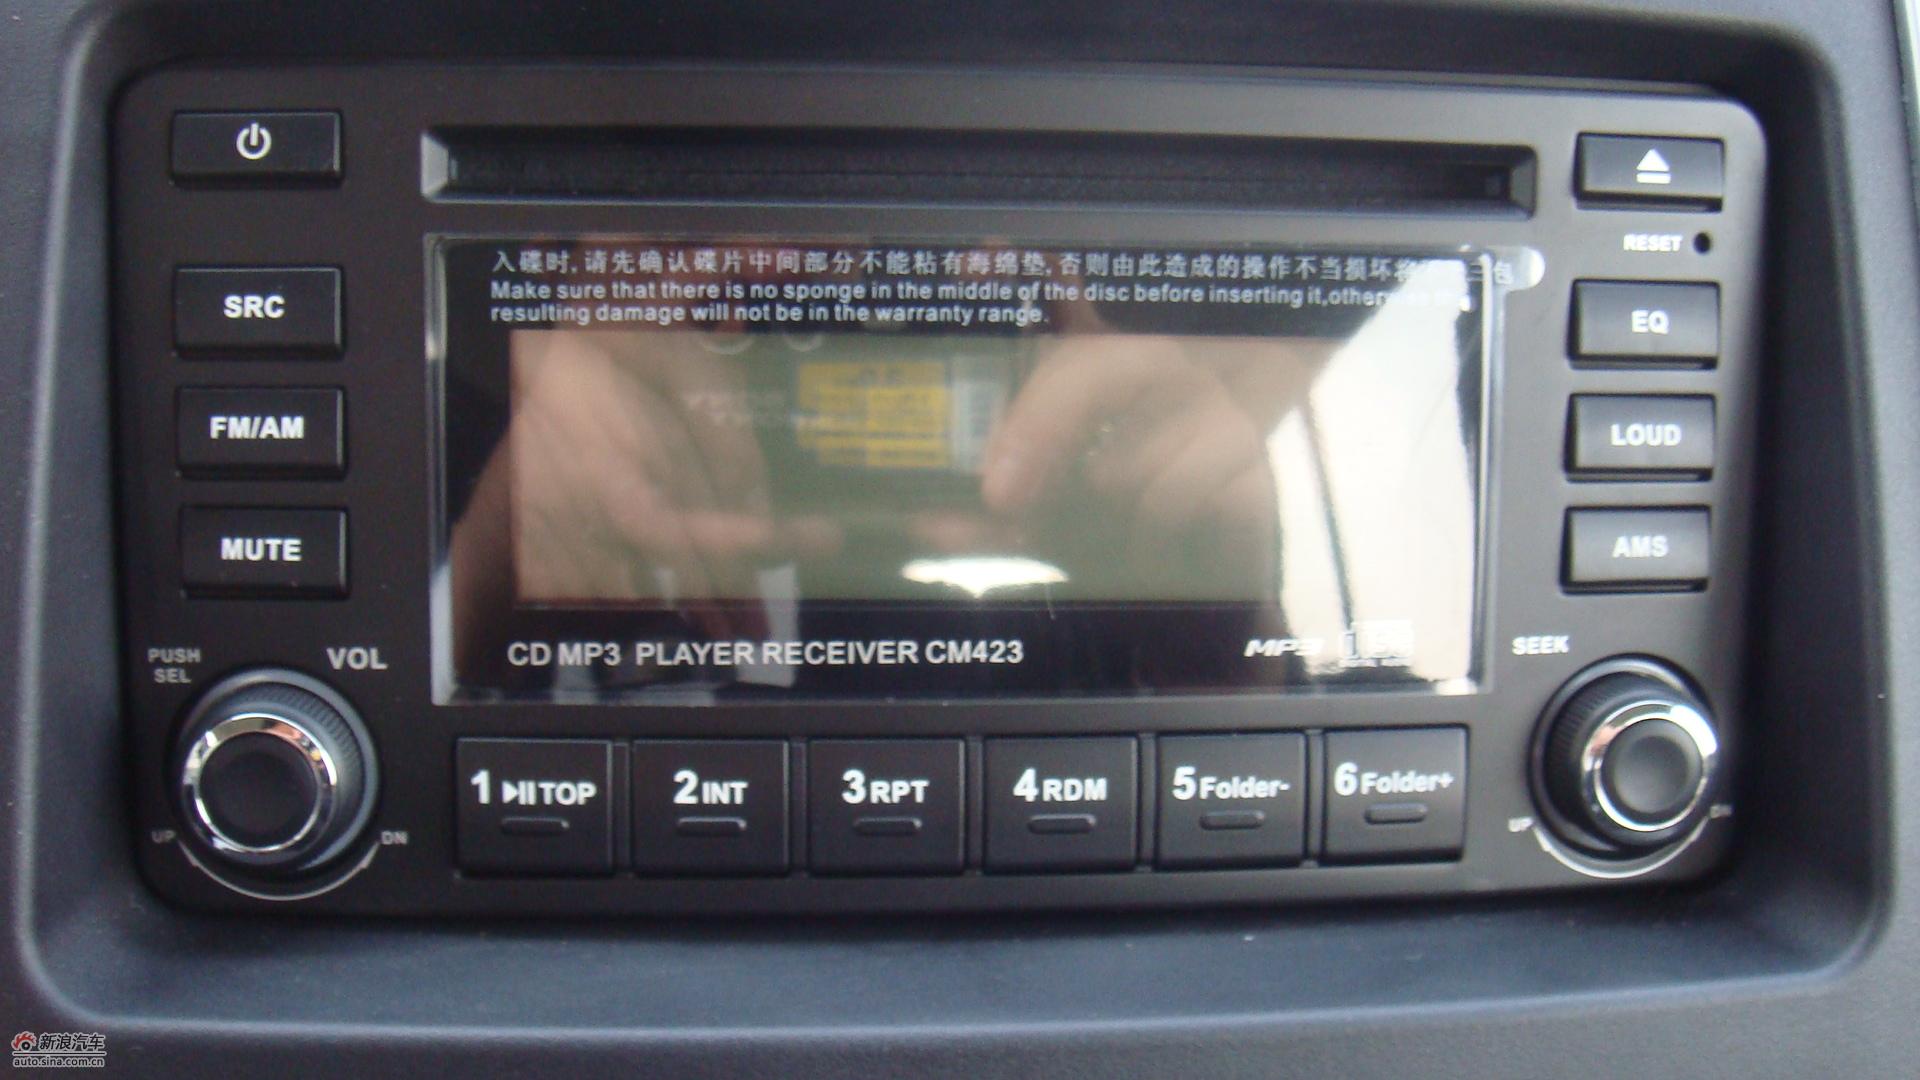 RESET
SRC
FM/AM
MUTE
EQ
LOUD
AMS
入碟时,请先确认碟片中间部分不能粘有海绵垫,否则由此造成的操作不当损坏将
Make sure that there is no sponge in the middle of the disc before inserting it,
resulting damage will not be in the warranty range.
CD MP3 PLAYER RECEIVER CM423
MP3
PUSH
SEL
VOL
SEEK
1 TOP
2 INT
3 RPT
4 RDM
5 Folder-
6 Folder+
UP
DN
UP
DN
新浪汽车
auto.sina.com.cn